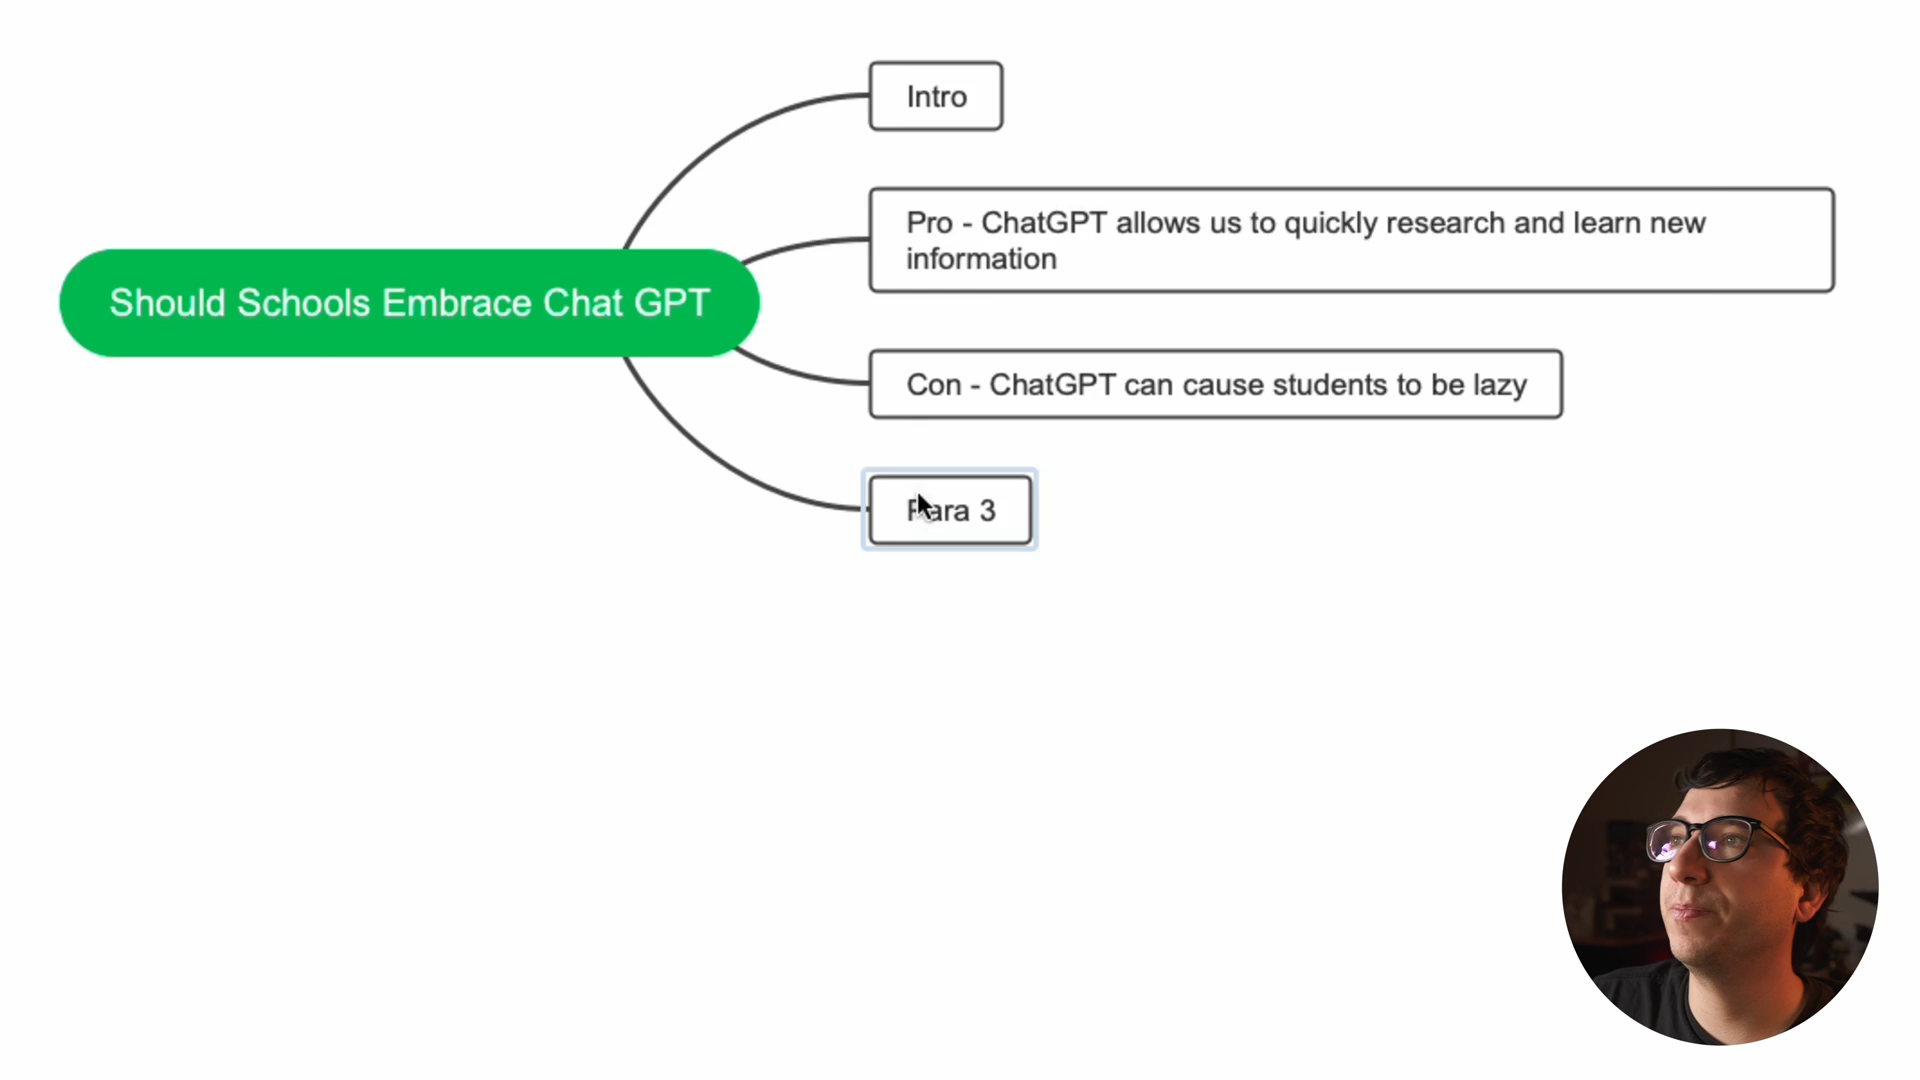 Intro
Pro - ChatGPT allows us to quickly research and learn new
information
Should Schools Embrace Chat GPT
Con - ChatGPT can cause students to be lazy
Para 3